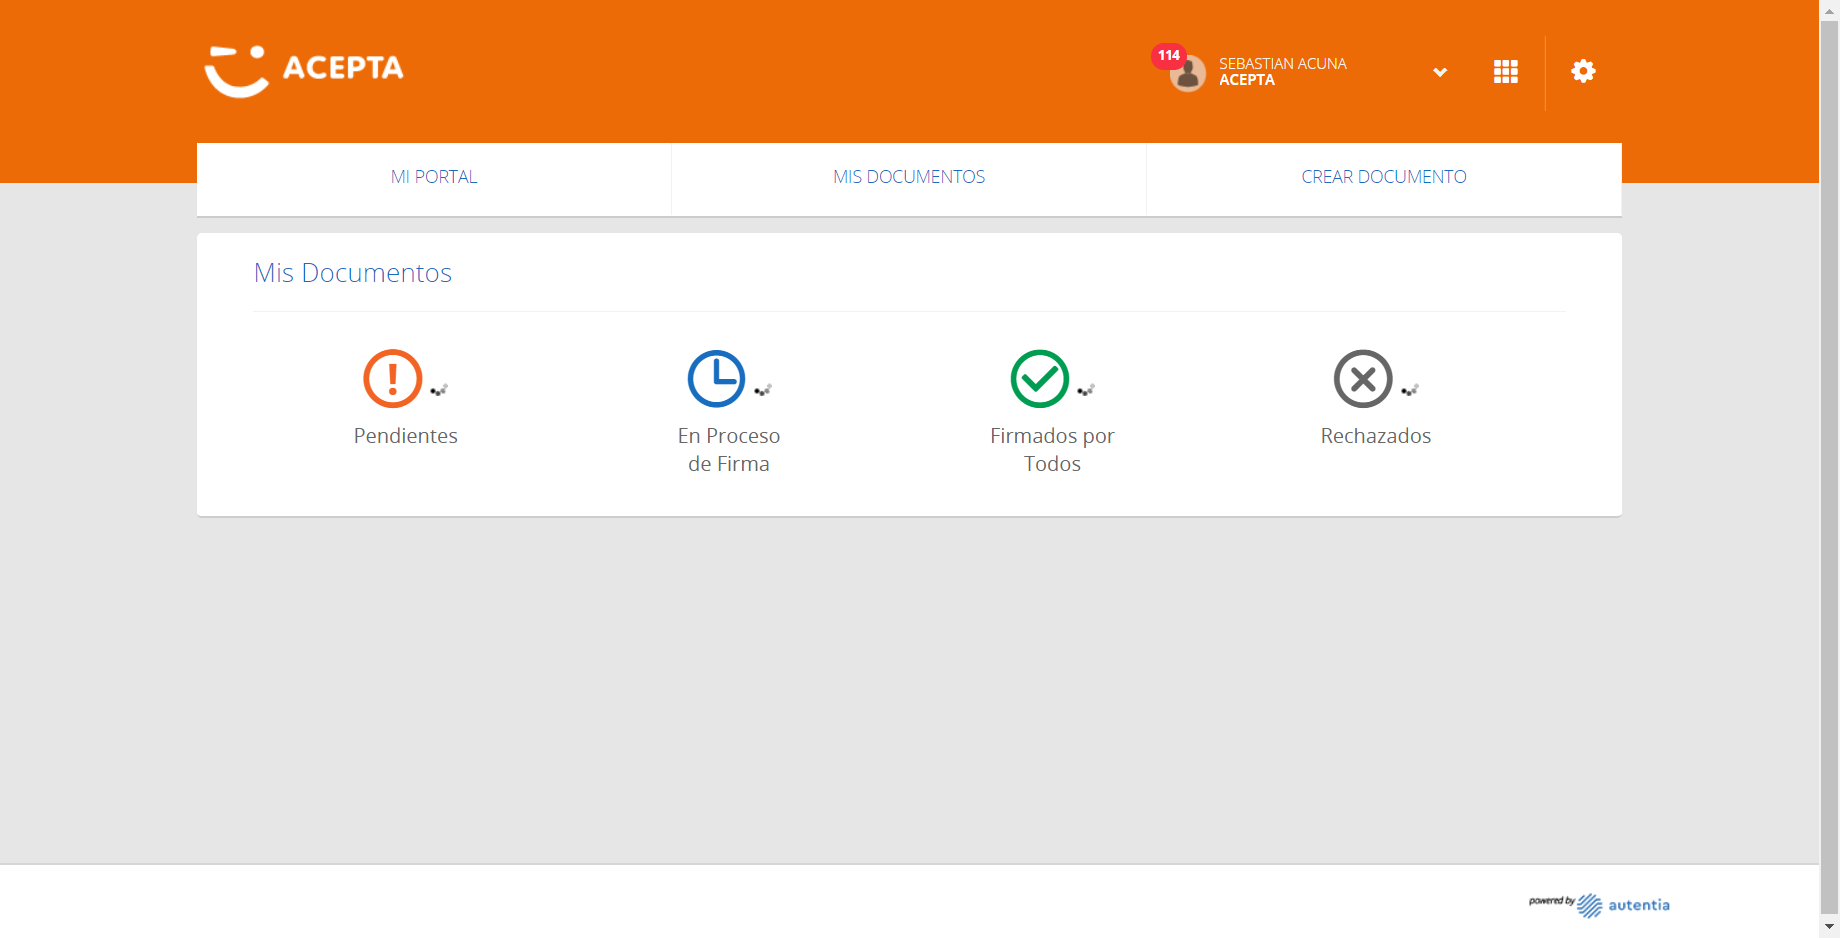 ACEPTA
114
SEBASTIAN ACUNA
ACEPTA
MI PORTAL
MIS DOCUMENTOS
CREAR DOCUMENTO
Mis Documentos
Pendientes
En Proceso
de Firma
Firmados por
Todos
Rechazados
powered by autentia